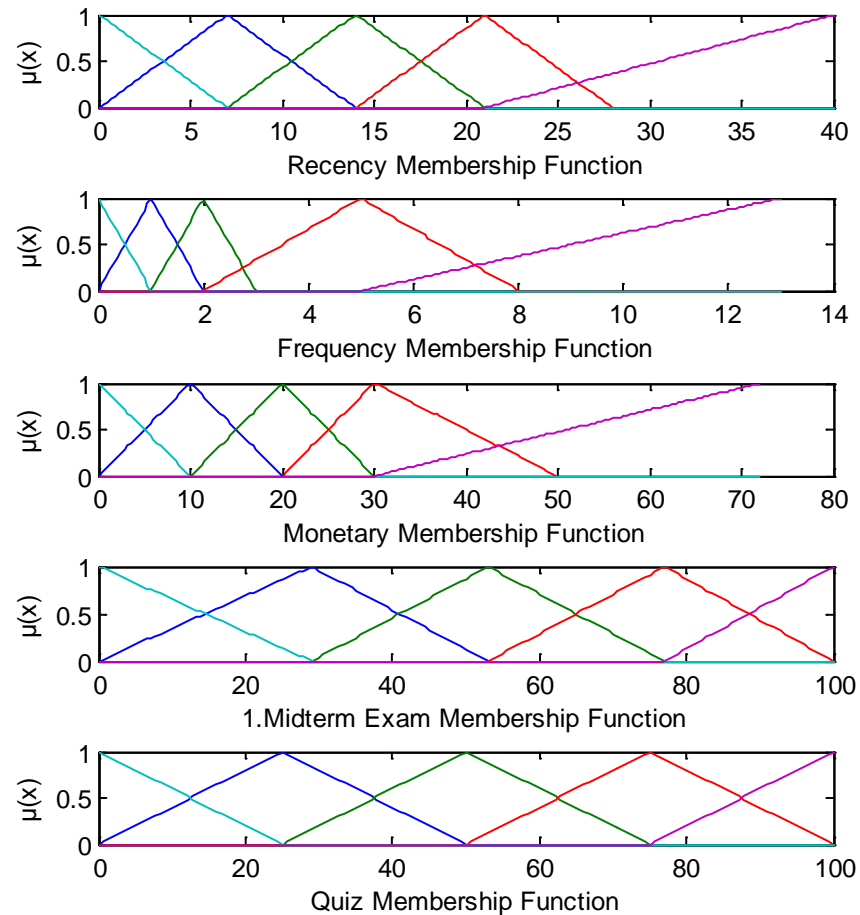 1
0.5
0
μ(x)
0 5 10 15 20 25 30 35 40
Recency Membership Function
1
0.5
0
μ(x)
0 2 4 6 8 10 12 14
Frequency Membership Function
1
0.5
0
μ(x)
0 10 20 30 40 50 60 70 80
Monetary Membership Function
1
0.5
0
μ(x)
0 20 40 60 80 100
1.Midterm Exam Membership Function
1
0.5
0
μ(x)
0 20 40 60 80 100
Quiz Membership Function